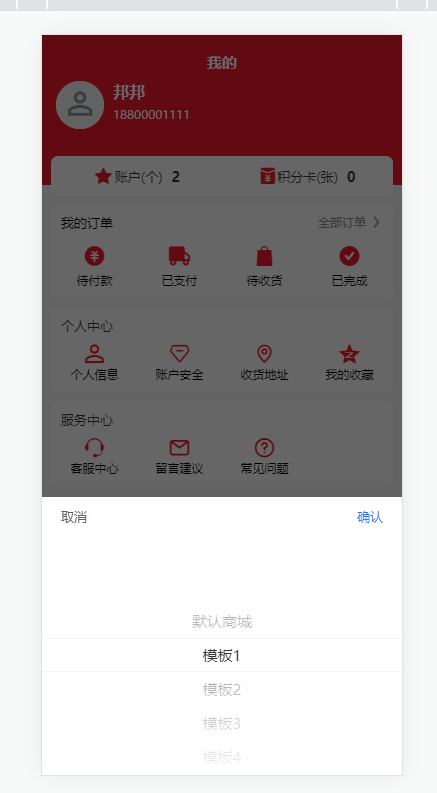 我的
邦邦
18800001111
账户(个) 2 积分卡(张) 0
我的订单 全部订单
待付款 已支付 待收货 已完成
个人中心
个人信息 账户安全 收货地址 我的收藏
服务中心
客服中心 留言建议 常见问题
取消 确认
默认商城
模板1
模板2
模板3
模板4